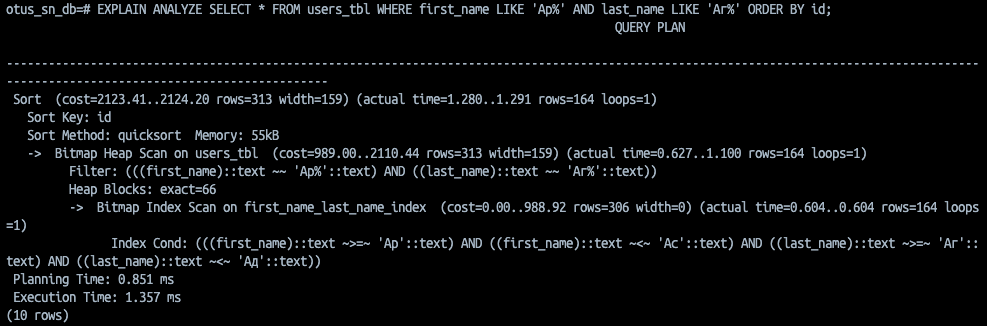 otus_sn_db=# EXPLAIN ANALYZE SELECT * FROM users_tbl WHERE first_name LIKE 'Ар%' AND last_name LIKE 'Аг%' ORDER BY id;
QUERY PLAN
-------------------------------------------------------------------------------------------------------------------------------------------
----------------------------------------------
Sort  (cost=2123.41..2124.20 rows=313 width=159) (actual time=1.280..1.291 rows=164 loops=1)
Sort Key: id
Sort Method: quicksort  Memory: 55kB
->  Bitmap Heap Scan on users_tbl  (cost=989.00..2110.44 rows=313 width=159) (actual time=0.627..1.100 rows=164 loops=1)
Filter: (((first_name)::text ~~ 'Ар%'::text) AND ((last_name)::text ~~ 'Аг%'::text))
Heap Blocks: exact=66
->  Bitmap Index Scan on first_name_last_name_index  (cost=0.00..988.92 rows=306 width=0) (actual time=0.604..0.604 rows=164 loops
=1)
Index Cond: (((first_name)::text ~>=~ 'Ар'::text) AND ((first_name)::text ~<~ 'Ас'::text) AND ((last_name)::text ~>=~ 'Аг'::
text) AND ((last_name)::text ~<~ 'Ад'::text))
Planning Time: 0.851 ms
Execution Time: 1.357 ms
(10 rows)